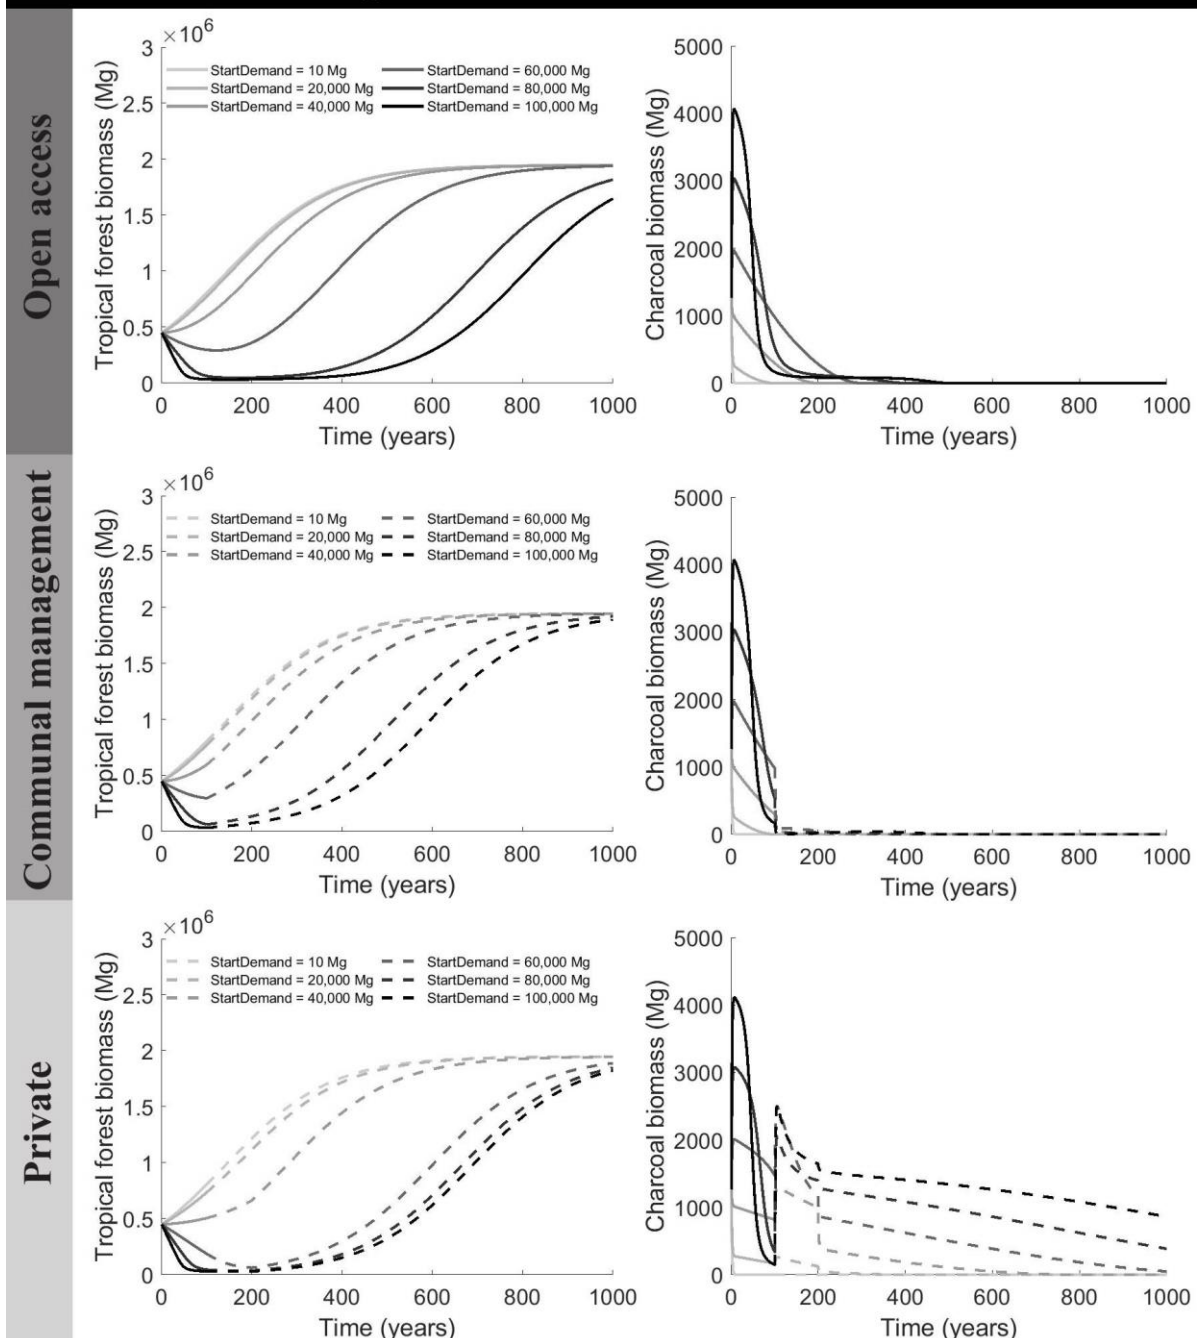 Open access
×10⁶
Tropical forest biomass (Mg)
3
2.5
2
1.5
1
0.5
0
StartDemand = 10 Mg
StartDemand = 20,000 Mg
StartDemand = 40,000 Mg
StartDemand = 60,000 Mg
StartDemand = 80,000 Mg
StartDemand = 100,000 Mg
0 200 400 600 800 1000
Time (years)
Charcoal biomass (Mg)
5000
4000
3000
2000
1000
0
0 200 400 600 800 1000
Time (years)
Communal management
×10⁶
Tropical forest biomass (Mg)
3
2.5
2
1.5
1
0.5
0
StartDemand = 10 Mg
StartDemand = 20,000 Mg
StartDemand = 40,000 Mg
StartDemand = 60,000 Mg
StartDemand = 80,000 Mg
StartDemand = 100,000 Mg
0 200 400 600 800 1000
Time (years)
Charcoal biomass (Mg)
5000
4000
3000
2000
1000
0
0 200 400 600 800 1000
Time (years)
Private
×10⁶
Tropical forest biomass (Mg)
3
2.5
2
1.5
1
0.5
0
StartDemand = 10 Mg
StartDemand = 20,000 Mg
StartDemand = 40,000 Mg
StartDemand = 60,000 Mg
StartDemand = 80,000 Mg
StartDemand = 100,000 Mg
0 200 400 600 800 1000
Time (years)
Charcoal biomass (Mg)
5000
4000
3000
2000
1000
0
0 200 400 600 800 1000
Time (years)